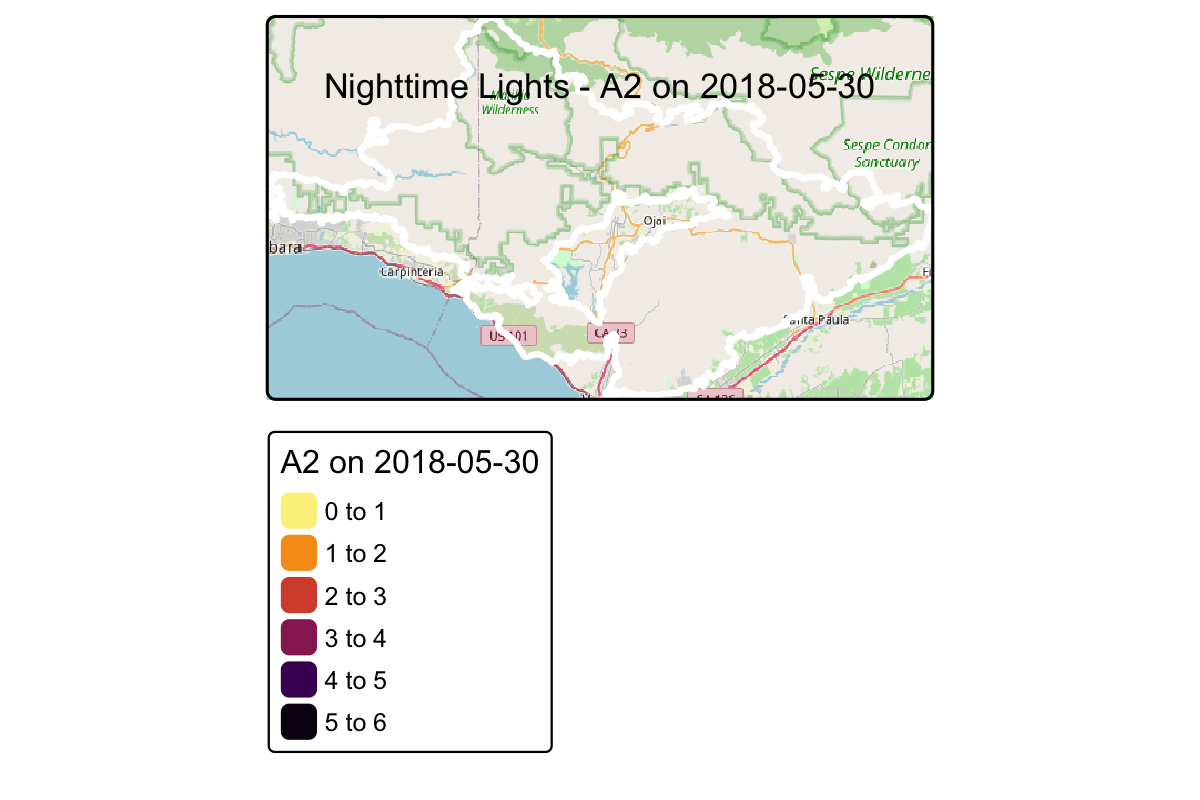 Sespe Wilderne
Nighttime Lights - A2 on 2018-05-30
Wilderness
Sespe Condor
Sanctuary
Ojai
bara
Carpinteria
Santa Paula
US 101
CA 33
A2 on 2018-05-30
0 to 1
1 to 2
2 to 3
3 to 4
4 to 5
5 to 6